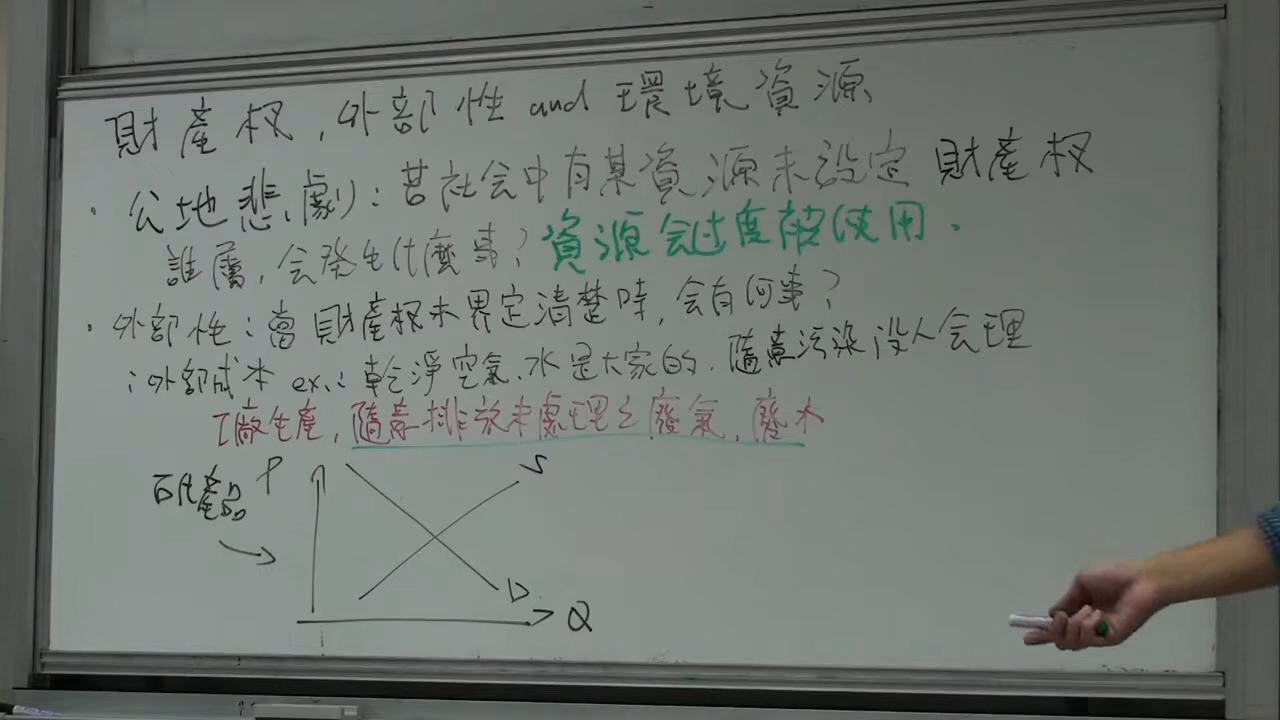 財產权,外部性 and 環境資源
· 公地悲劇:若社会中有某資源未設定 財產权
誰屬,会發生什麼事? 資源会过度被使用.
· 外部性:當財產权未界定清楚時,会有何事?
:外部成本 ex.: 乾淨空氣、水是大家的.隨意污染沒人会理
工廠生產,隨意排放未處理之廢氣、廢水
石化產品 P S
D
Q